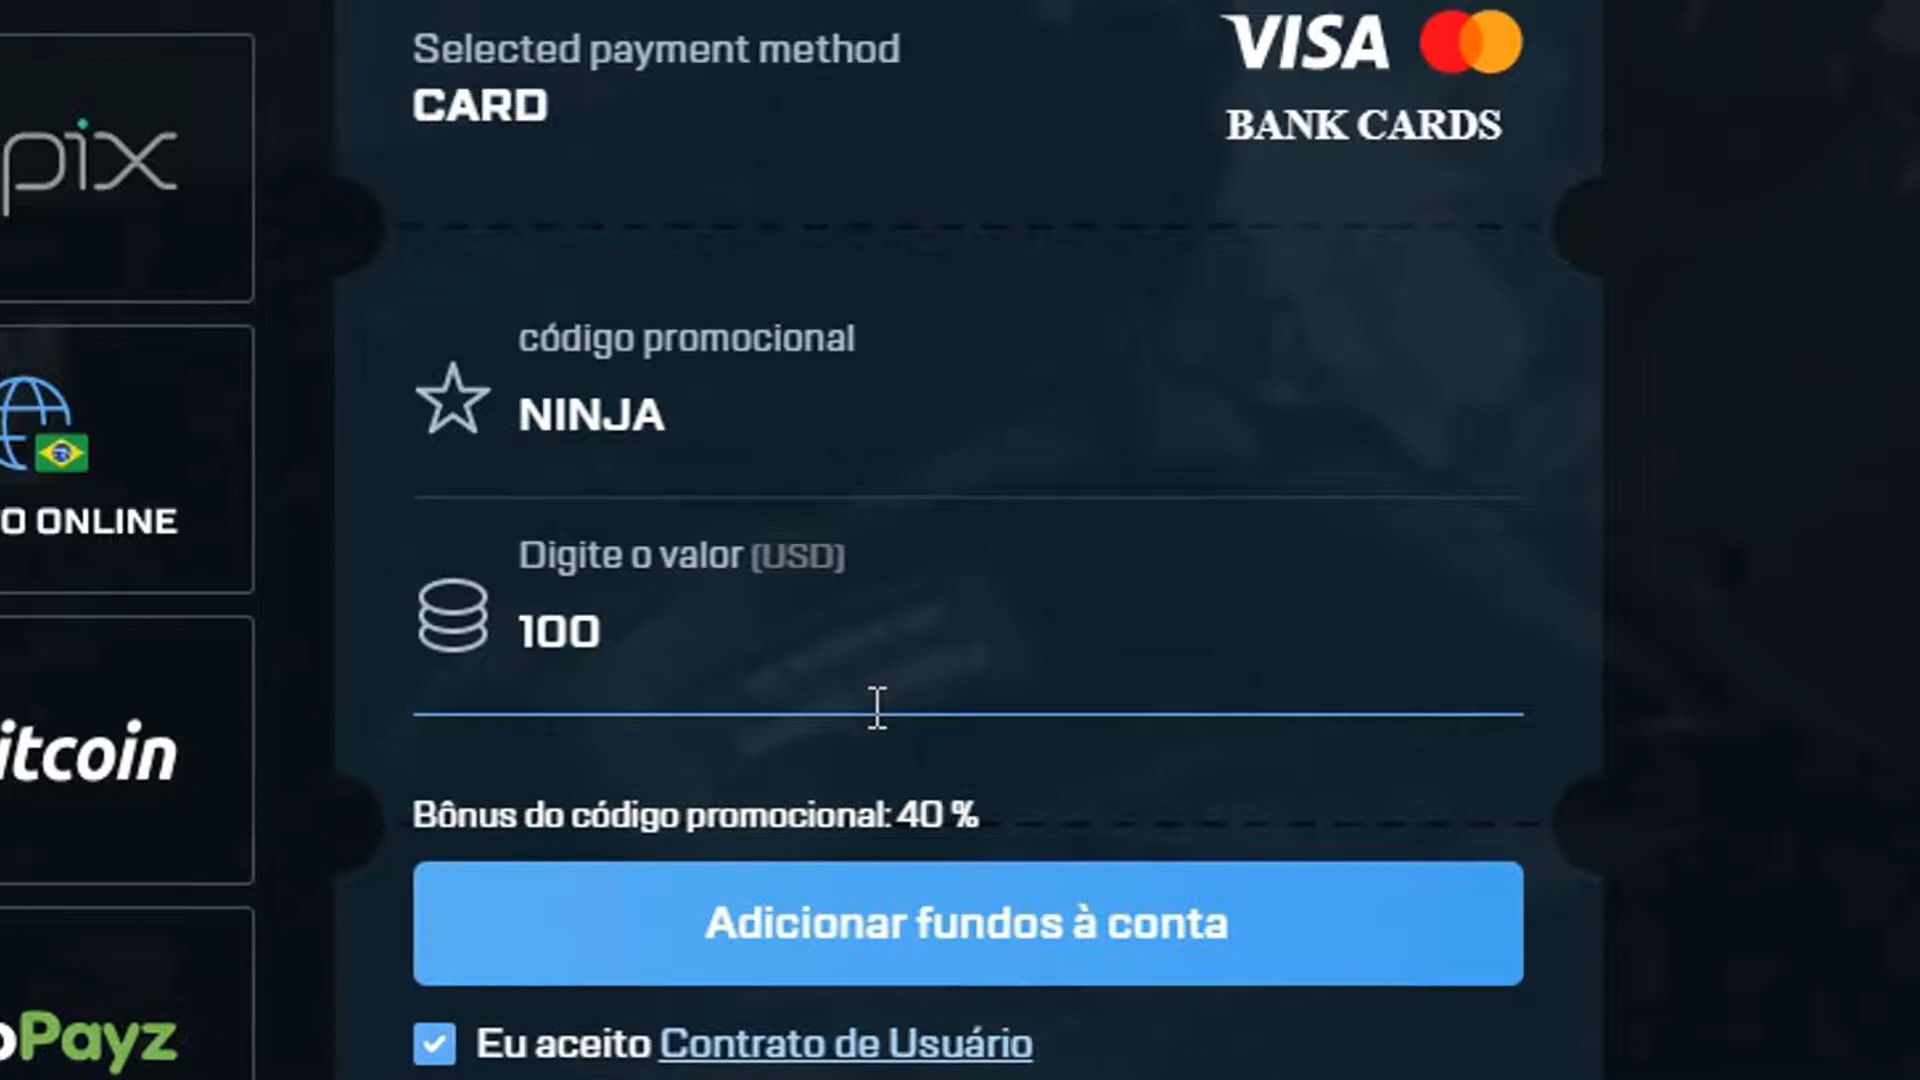 Selected payment method
CARD
VISA
BANK CARDS
pix
O ONLINE
itcoin
oPayz
código promocional
NINJA
Digite o valor (USD)
100
Bônus do código promocional: 40 %
Adicionar fundos à conta
Eu aceito Contrato de Usuário